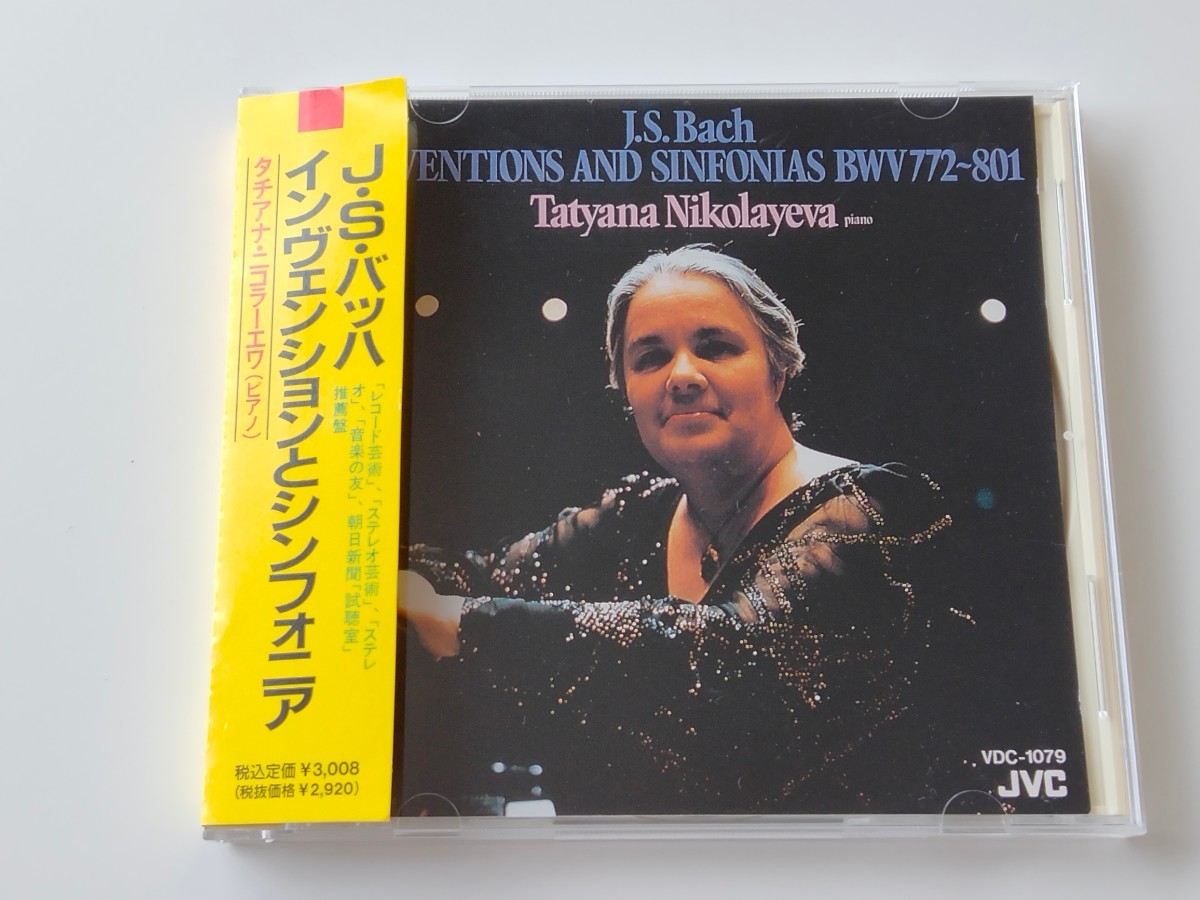 J・S・バッハ
インヴェンションとシンフォニア
タチアナ・ニコラーエワ(ピアノ)
「レコード芸術」、「ステレオ芸術」、「ステレ
オ」、「音楽の友」、朝日新聞「試聴室」
推薦盤
税込定価¥3,008
(税抜価格¥2,920)
J.S.Bach
VENTIONS AND SINFONIAS BWV772~801
Tatyana Nikolayeva piano
VDC-1079
JVC